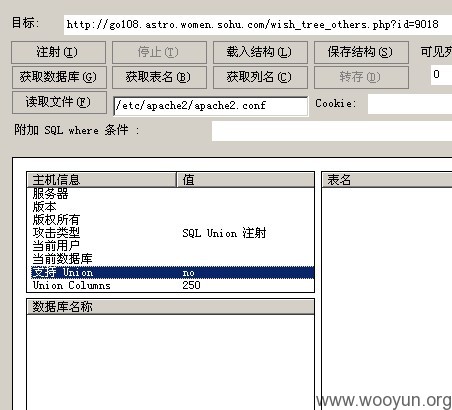 目标: http://go108.astro.women.sohu.com/wish_tree_others.php?id=9018
注射(I) 停止(T) 载入结构(L) 保存结构(S) 可见列
获取数据库(G) 获取表名(B) 获取列名(C) 转存(D) 0
读取文件(F) /etc/apache2/apache2.conf Cookie:
附加 SQL where 条件 :
主机信息 值 表名
服务器
版本
版权所有
攻击类型 SQL Union 注射
当前用户
当前数据库
支持 Union no
Union Columns 250
数据库名称
www.wooyun.org